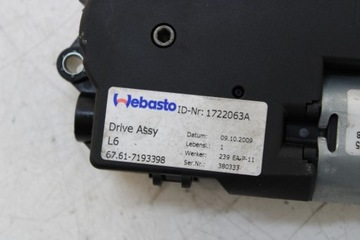 Webasto ID-Nr: 1722063A
Drive Assy
L6
67.61-7193398
Datum: 09.10.2009
Lebensl.: 1
Werker: 239 EA-P-11
Ser.Nr.: 380333